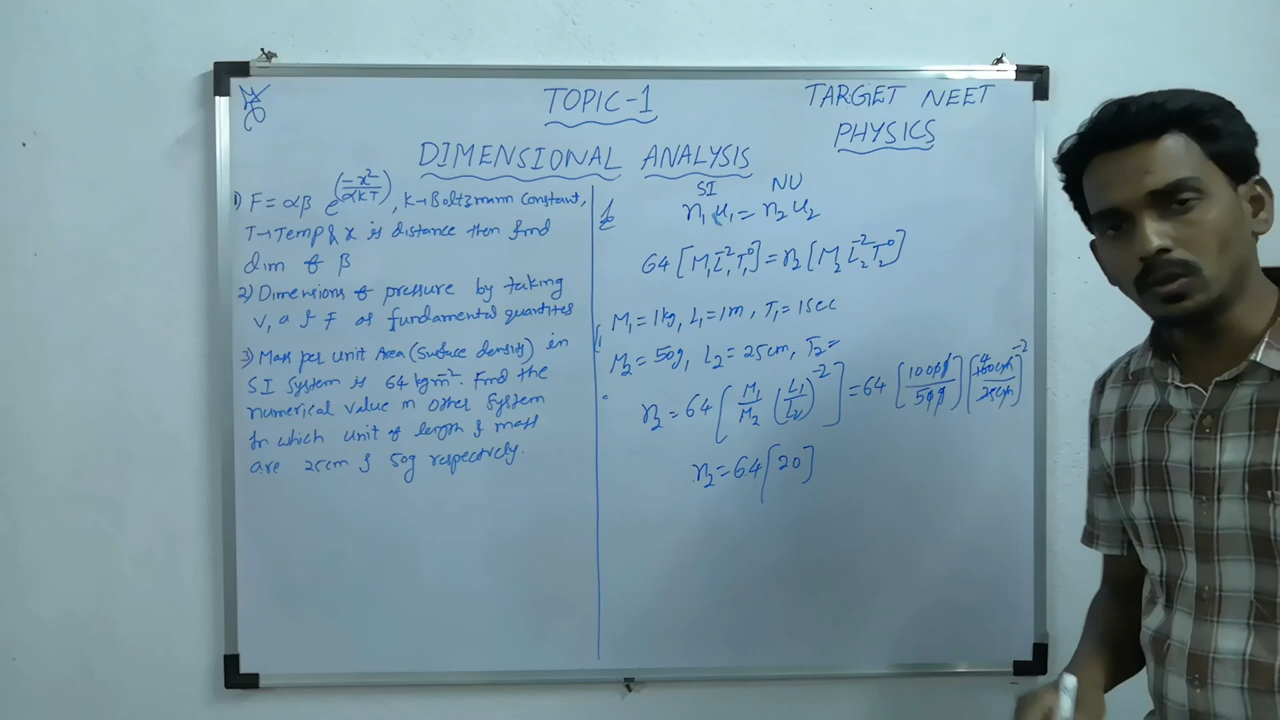 TOPIC-1
TARGET NEET
PHYSICS
DIMENSIONAL ANALYSIS
1) F = αβ e^(-x²/αKT), K→Boltzmann Constant,
T→Temp & x is distance then find
dim of β
2) Dimensions of pressure by taking
V, a & F as fundamental quantites
3) Mass per unit Area (Surface density) in
SI System is 64 kgm⁻². Find the
numerical value in other System
In which unit of length & mass
are 25cm & 50g respectively.
SI NU
n₁u₁ = n₂u₂
64[M₁L₁⁻²T₁⁰] = n₂[M₂L₂⁻²T₂⁰]
M₁ = 1kg, L₁ = 1m, T₁ = 1sec
M₂ = 50g, L₂ = 25cm, T₂ =
n₂ = 64[M₁/M₂ (L₁/L₂)⁻²] = 64[1000g/50g][100cm/25cm]⁻² 4
n₂ = 64[20]